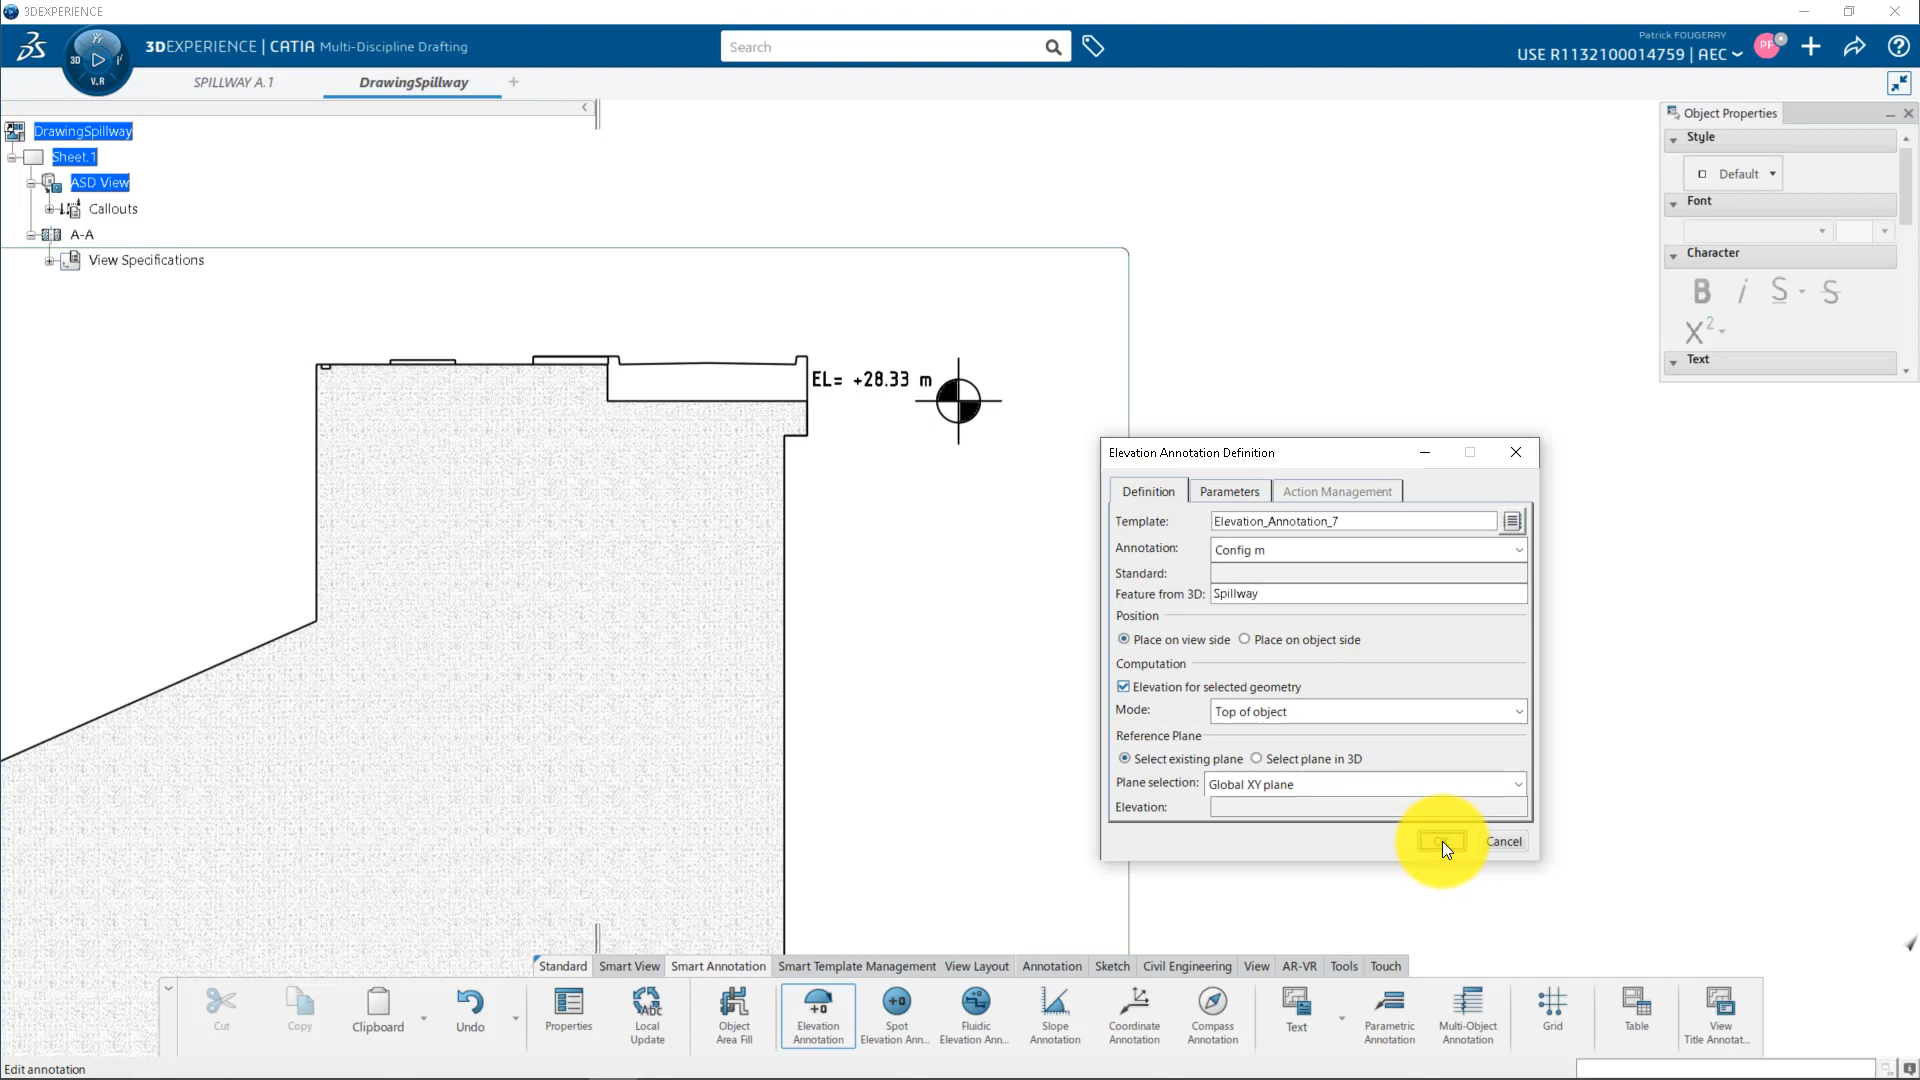 3DEXPERIENCE
3DEXPERIENCE | CATIA Multi-Discipline Drafting
Search
Patrick FOUGERAY
USE R1132100014759 | AEC
PF
3D
V.R
SPILLWAY A.1
DrawingSpillway
DrawingSpillway
Sheet.1
ASD View
Callouts
A-A
View Specifications
Object Properties
Style
Default
Font
Character
B i S S
X2
Text
EL= +28.33 m
Elevation Annotation Definition
Definition
Parameters
Action Management
Template: Elevation_Annotation_7
Annotation: Config m
Standard:
Feature from 3D: Spillway
Position
Place on view side Place on object side
Computation
Elevation for selected geometry
Mode: Top of object
Reference Plane
Select existing plane Select plane in 3D
Plane selection: Global XY plane
Elevation:
OK Cancel
Standard Smart View Smart Annotation Smart Template Management View Layout Annotation Sketch Civil Engineering View AR-VR Tools Touch
Cut
Copy
Clipboard
Undo
Properties
Local Update
Object Area Fill
Elevation Annotation
Spot Elevation Ann...
Fluidic Elevation Ann...
Slope Annotation
Coordinate Annotation
Compass Annotation
Text
Parametric Annotation
Multi-Object Annotation
Grid
Table
View Title Annotat...
Edit annotation